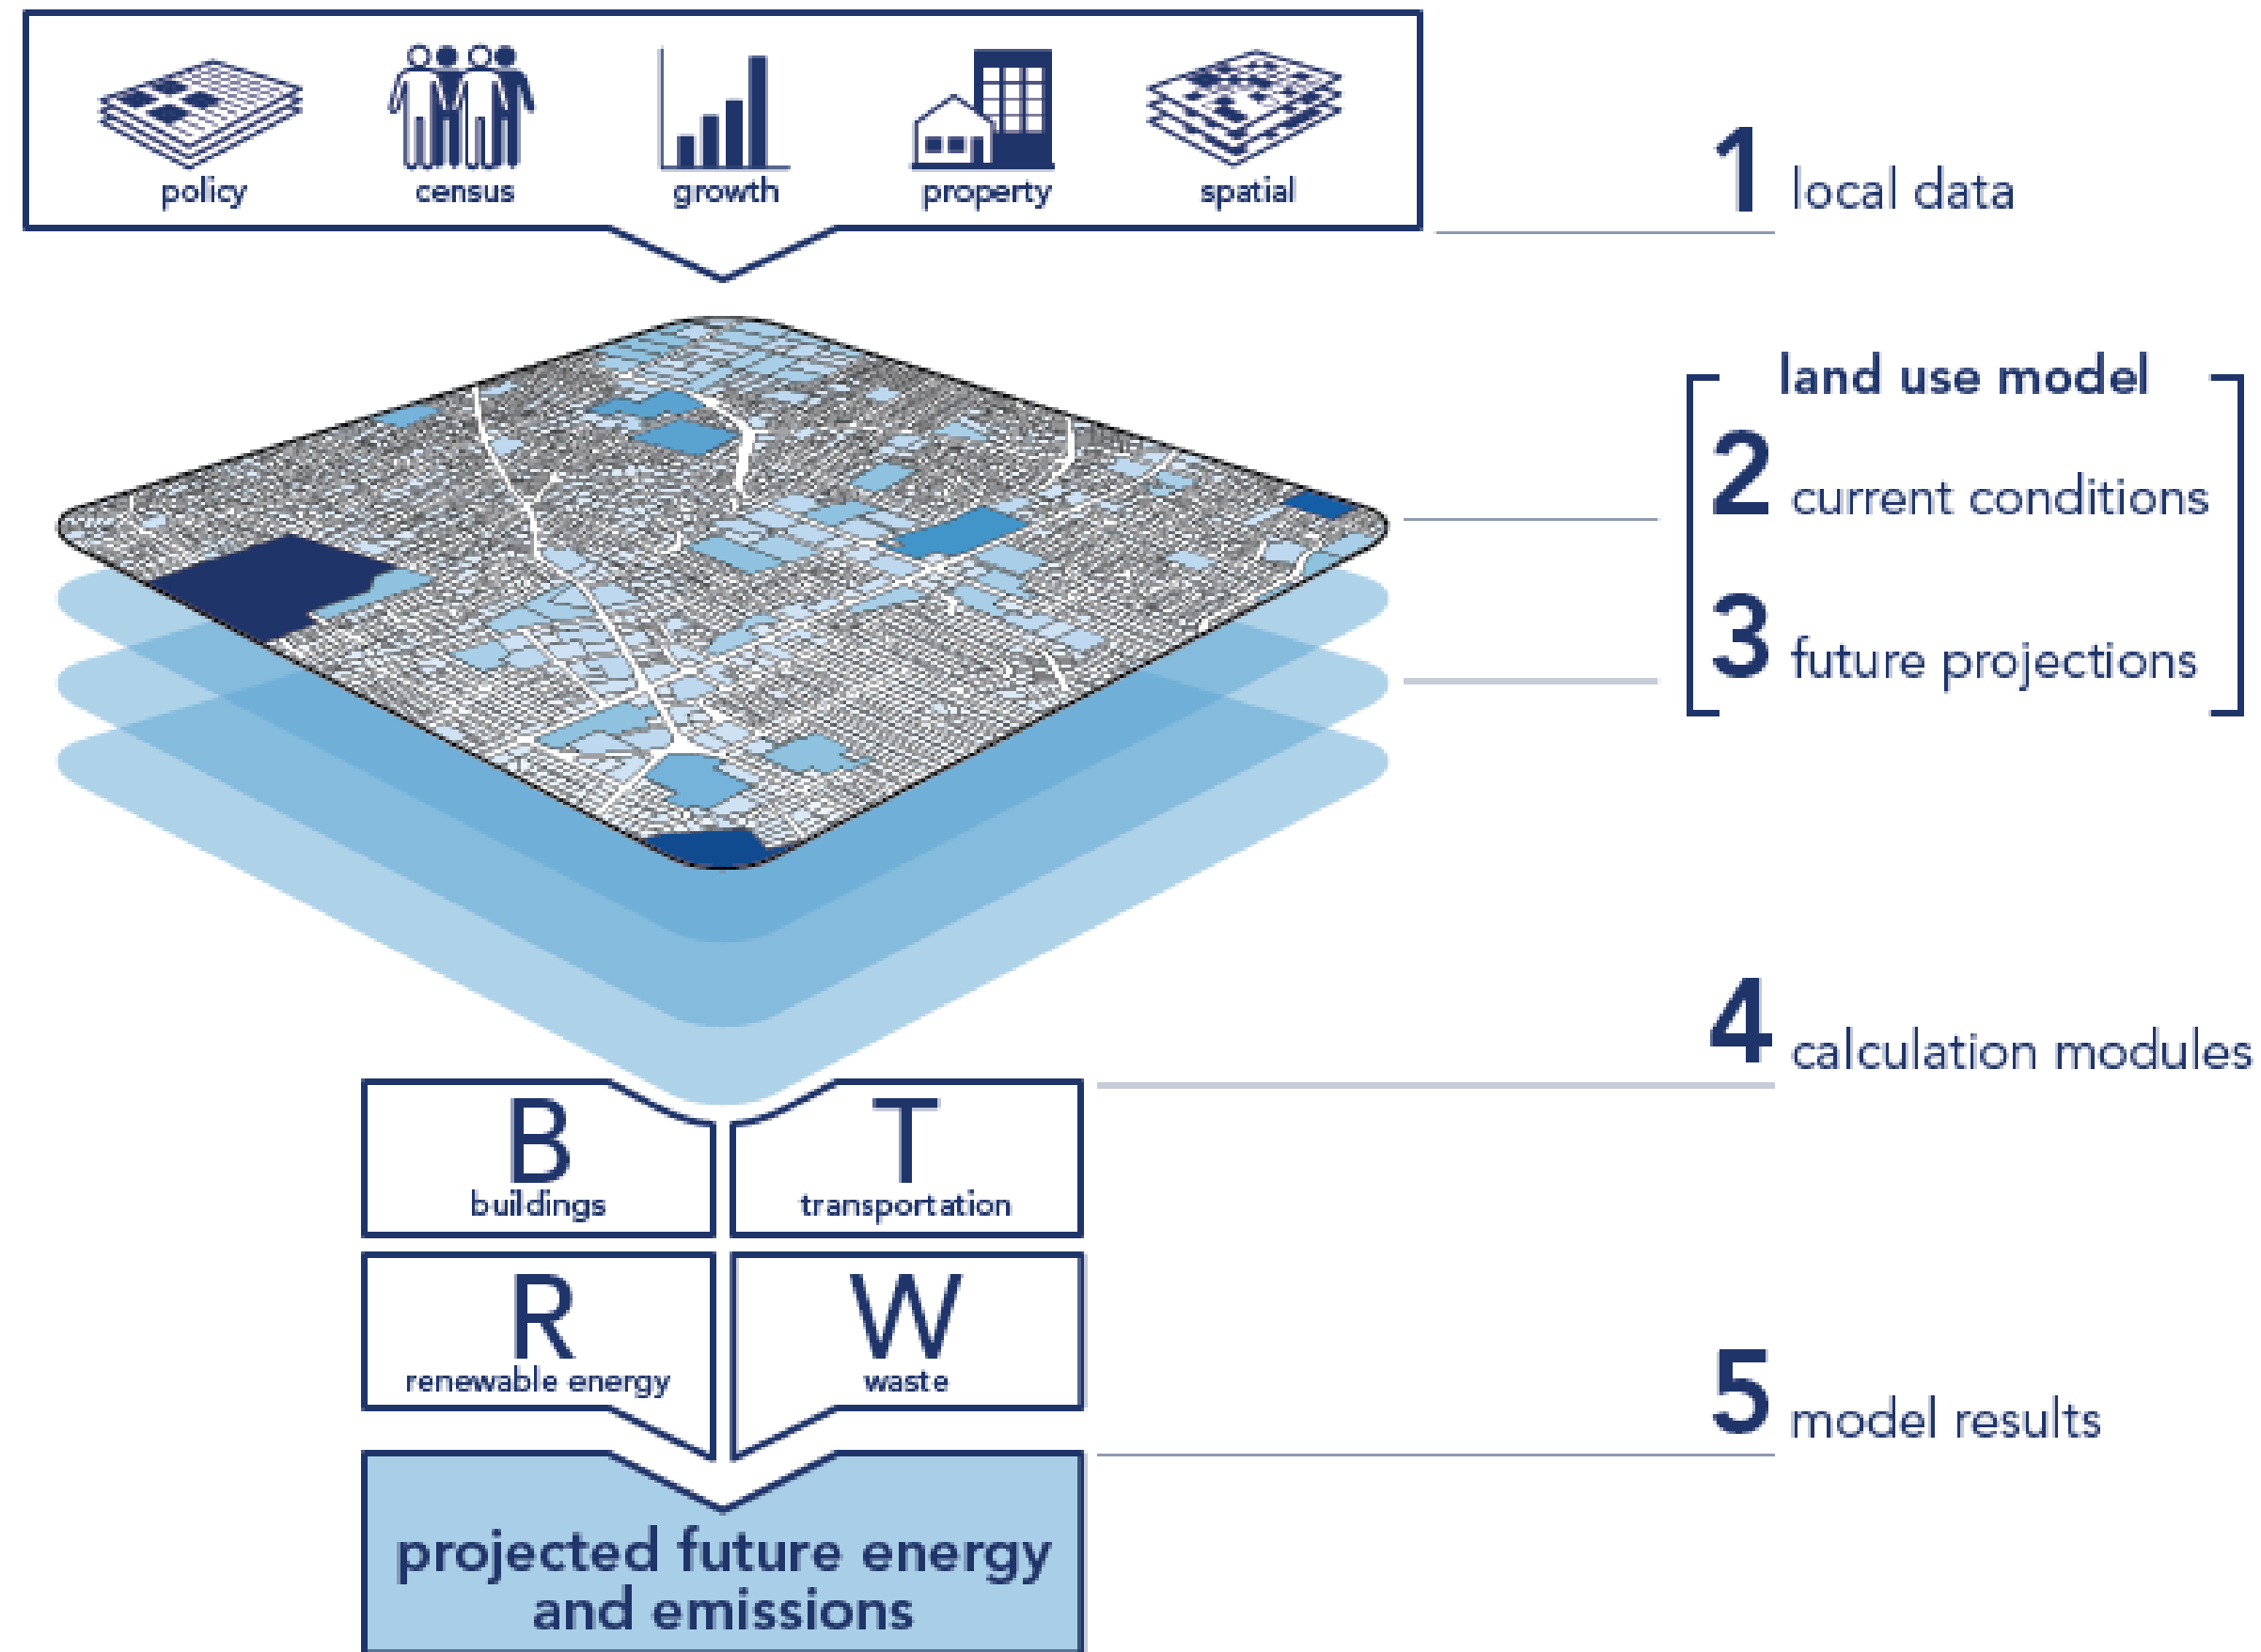 policy
census
growth
property
spatial
1 local data
land use model
2 current conditions
3 future projections
4 calculation modules
B
buildings
T
transportation
R
renewable energy
W
waste
5 model results
projected future energy
and emissions